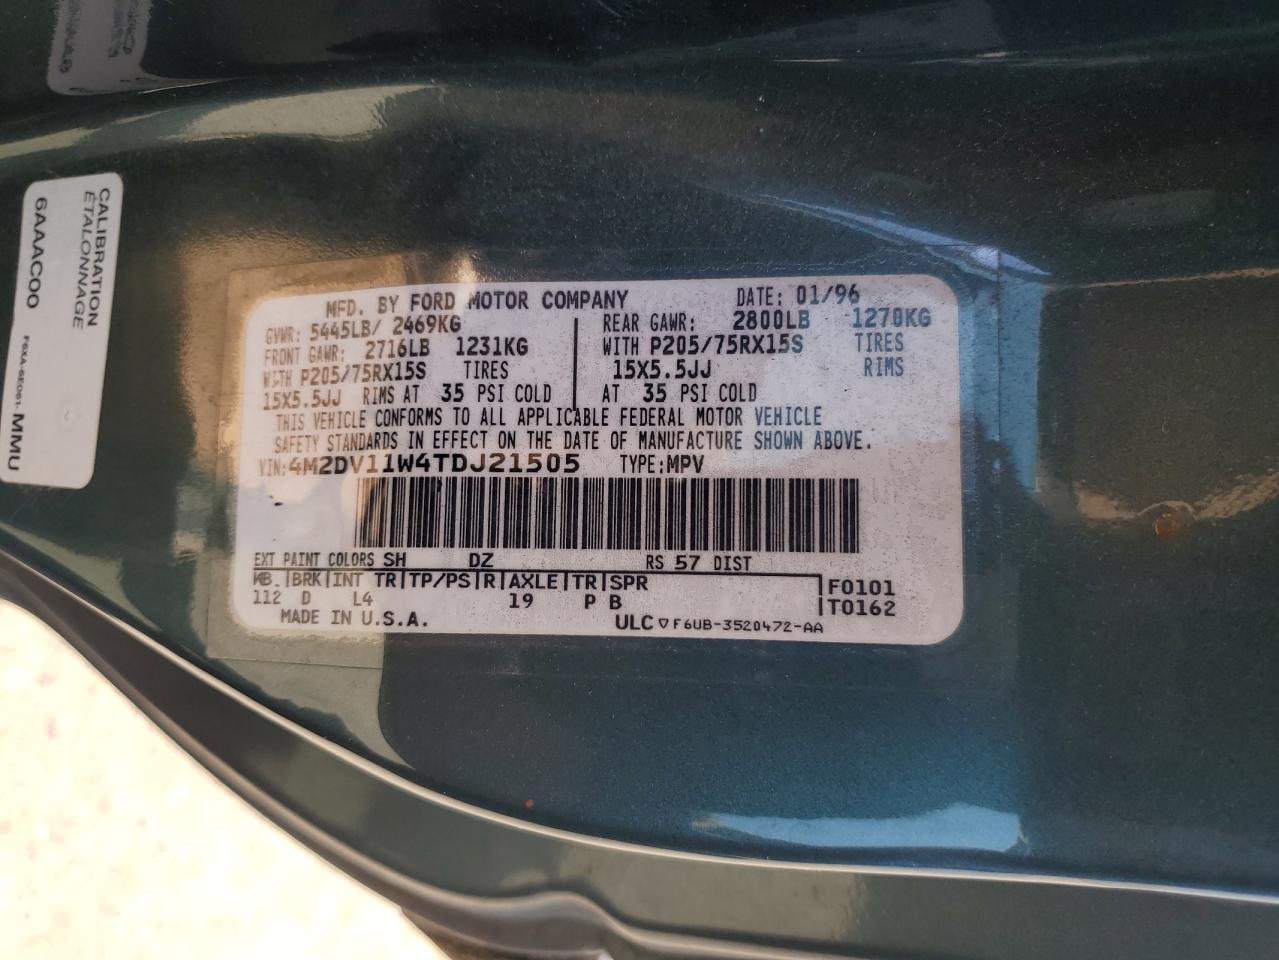 CALIBRATION
ÉTALONNAGE
6AAAC00
F6XA-6E061-MMU
MFD. BY FORD MOTOR COMPANY DATE: 01/96
GVWR: 5445LB/ 2469KG
FRONT GAWR: 2716LB 1231KG
WITH P205/75RX15S TIRES
15X5.5JJ RIMS AT 35 PSI COLD
REAR GAWR: 2800LB 1270KG
WITH P205/75RX15S TIRES
15X5.5JJ RIMS
AT 35 PSI COLD
THIS VEHICLE CONFORMS TO ALL APPLICABLE FEDERAL MOTOR VEHICLE
SAFETY STANDARDS IN EFFECT ON THE DATE OF MANUFACTURE SHOWN ABOVE.
VIN: 4M2DV11W4TDJ21505 TYPE: MPV
EXT PAINT COLORS SH DZ RS 57 DIST
WB. |BRK|INT TR|TP/PS|R|AXLE|TR|SPR
112 D L4 19 P B
F0101
T0162
MADE IN U.S.A.
ULC ▽ F6UB-3520472-AA